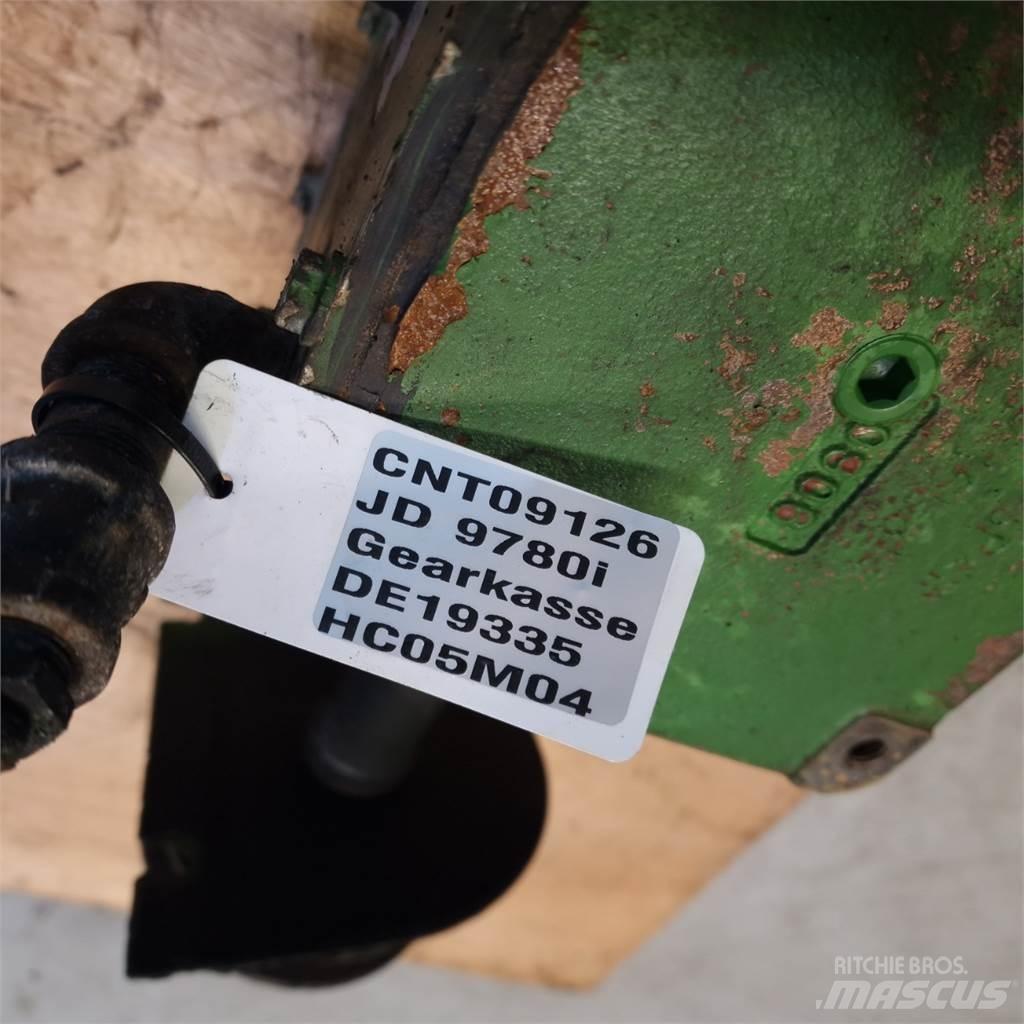 CNT09126
JD 9780i
Gearkasse
DE19335
HC05M04
RITCHIE BROS.
MASCUS